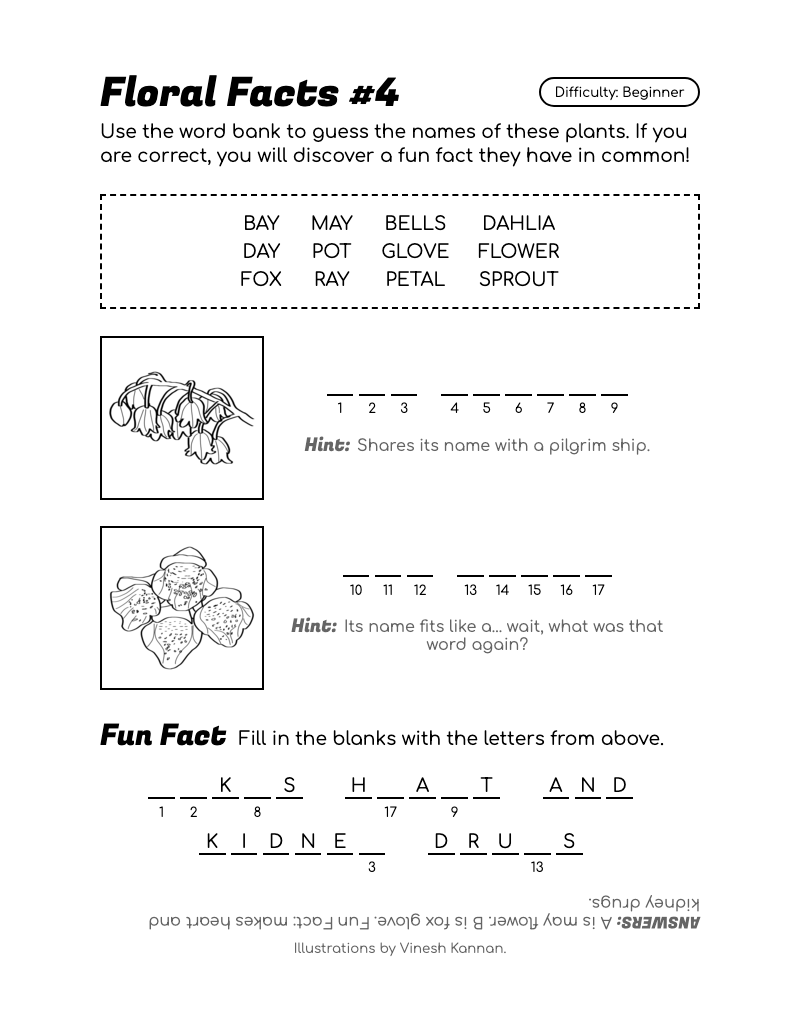 Floral Facts #4
Difficulty: Beginner
Use the word bank to guess the names of these plants. If you
are correct, you will discover a fun fact they have in common!
BAY MAY BELLS DAHLIA
DAY POT GLOVE FLOWER
FOX RAY PETAL SPROUT
1 2 3 4 5 6 7 8 9
Hint: Shares its name with a pilgrim ship.
10 11 12 13 14 15 16 17
Hint: Its name fits like a... wait, what was that
word again?
Fun Fact Fill in the blanks with the letters from above.
_ _ K _ S H _ A _ T A N D
1 2 8 17 9
K I D N E _ D R U _ S
3 13
ANSWERS: A is may flower. B is fox glove. Fun Fact: makes heart and
kidney drugs.
Illustrations by Vinesh Kannan.